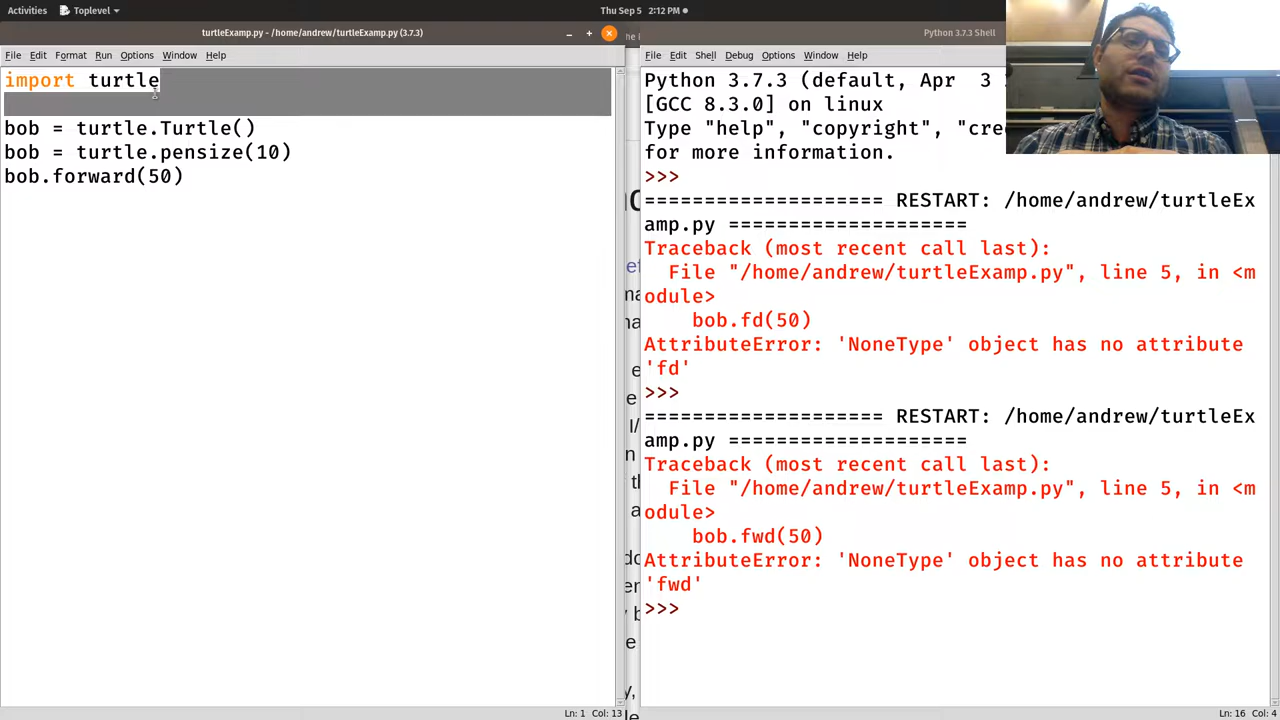 Activities Toplevel Thu Sep 5 2:12 PM
turtleExamp.py - /home/andrew/turtleExamp.py (3.7.3)
File Edit Format Run Options Window Help
import turtle
bob = turtle.Turtle()
bob = turtle.pensize(10)
bob.forward(50)
Ln: 1 Col: 13
Python 3.7.3 Shell
File Edit Shell Debug Options Window Help
Python 3.7.3 (default, Apr 3
[GCC 8.3.0] on linux
Type "help", "copyright", "cre
for more information.
>>>
==================== RESTART: /home/andrew/turtleEx
amp.py ====================
Traceback (most recent call last):
File "/home/andrew/turtleExamp.py", line 5, in <m
odule>
bob.fd(50)
AttributeError: 'NoneType' object has no attribute
'fd'
>>>
==================== RESTART: /home/andrew/turtleEx
amp.py ====================
Traceback (most recent call last):
File "/home/andrew/turtleExamp.py", line 5, in <m
odule>
bob.fwd(50)
AttributeError: 'NoneType' object has no attribute
'fwd'
>>>
Ln: 16 Col: 4